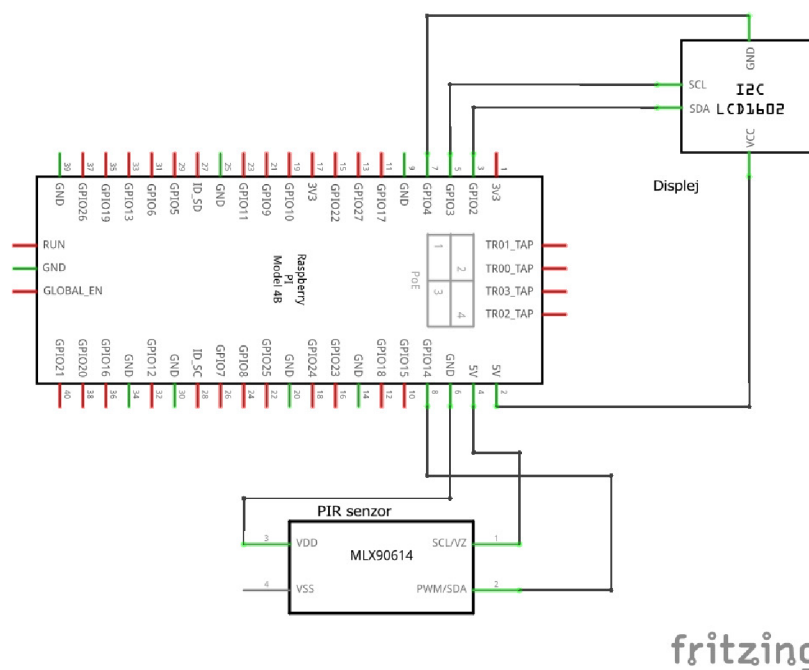 GND
SCL
SDA
I2C
LCD1602
VCC
Displej
39
37
35
33
31
29
27
25
23
21
19
17
15
13
11
9
7
5
3
1
GND
GPIO26
GPIO19
GPIO13
GPIO6
GPIO5
ID_SD
GND
GPIO11
GPIO9
GPIO10
3V3
GPIO22
GPIO27
GPIO17
GND
GPIO4
GPIO3
GPIO2
3V3
RUN
GND
GLOBAL_EN
Raspberry
PI
Model 4B
PoE
1
2
3
4
TR01_TAP
TR00_TAP
TR03_TAP
TR02_TAP
GPIO21
GPIO20
GPIO16
GND
GPIO12
GND
ID_SC
GPIO7
GPIO8
GPIO25
GND
GPIO24
GPIO23
GND
GPIO18
GPIO15
GPIO14
GND
5V
5V
40
38
36
34
32
30
28
26
24
22
20
18
16
14
12
10
8
6
4
2
PIR senzor
3
VDD
MLX90614
SCL/VZ
1
4
VSS
PWM/SDA
2
fritzing